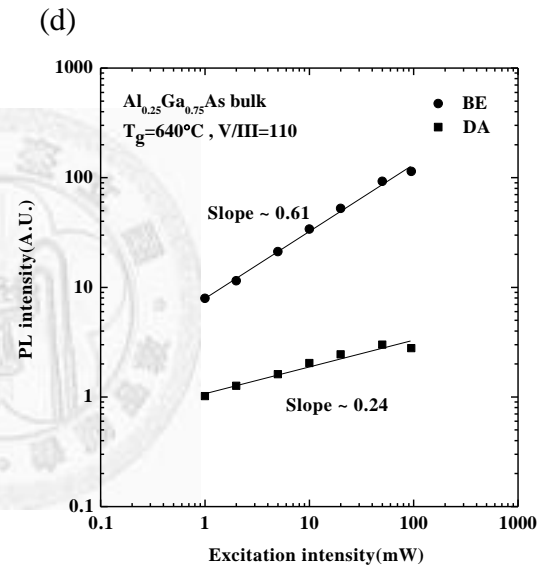 (d)
1000
Al0.25Ga0.75As bulk
Tg=640°C , V/III=110
BE
DA
100
Slope ~ 0.61
10
PL intensity(A.U.)
1
Slope ~ 0.24
0.1
0.1 1 10 100 1000
Excitation intensity(mW)